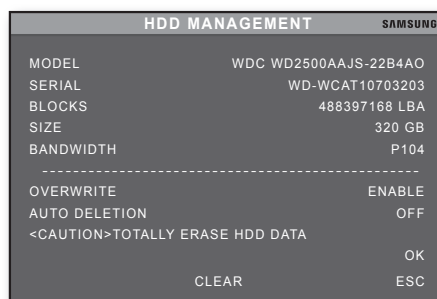 HDD MANAGEMENT SAMSUNG
MODEL WDC WD2500AAJS-22B4AO
SERIAL WD-WCAT10703203
BLOCKS 488397168 LBA
SIZE 320 GB
BANDWIDTH P104
--------------------------------------------------
OVERWRITE ENABLE
AUTO DELETION OFF
<CAUTION>TOTALLY ERASE HDD DATA
OK
CLEAR ESC